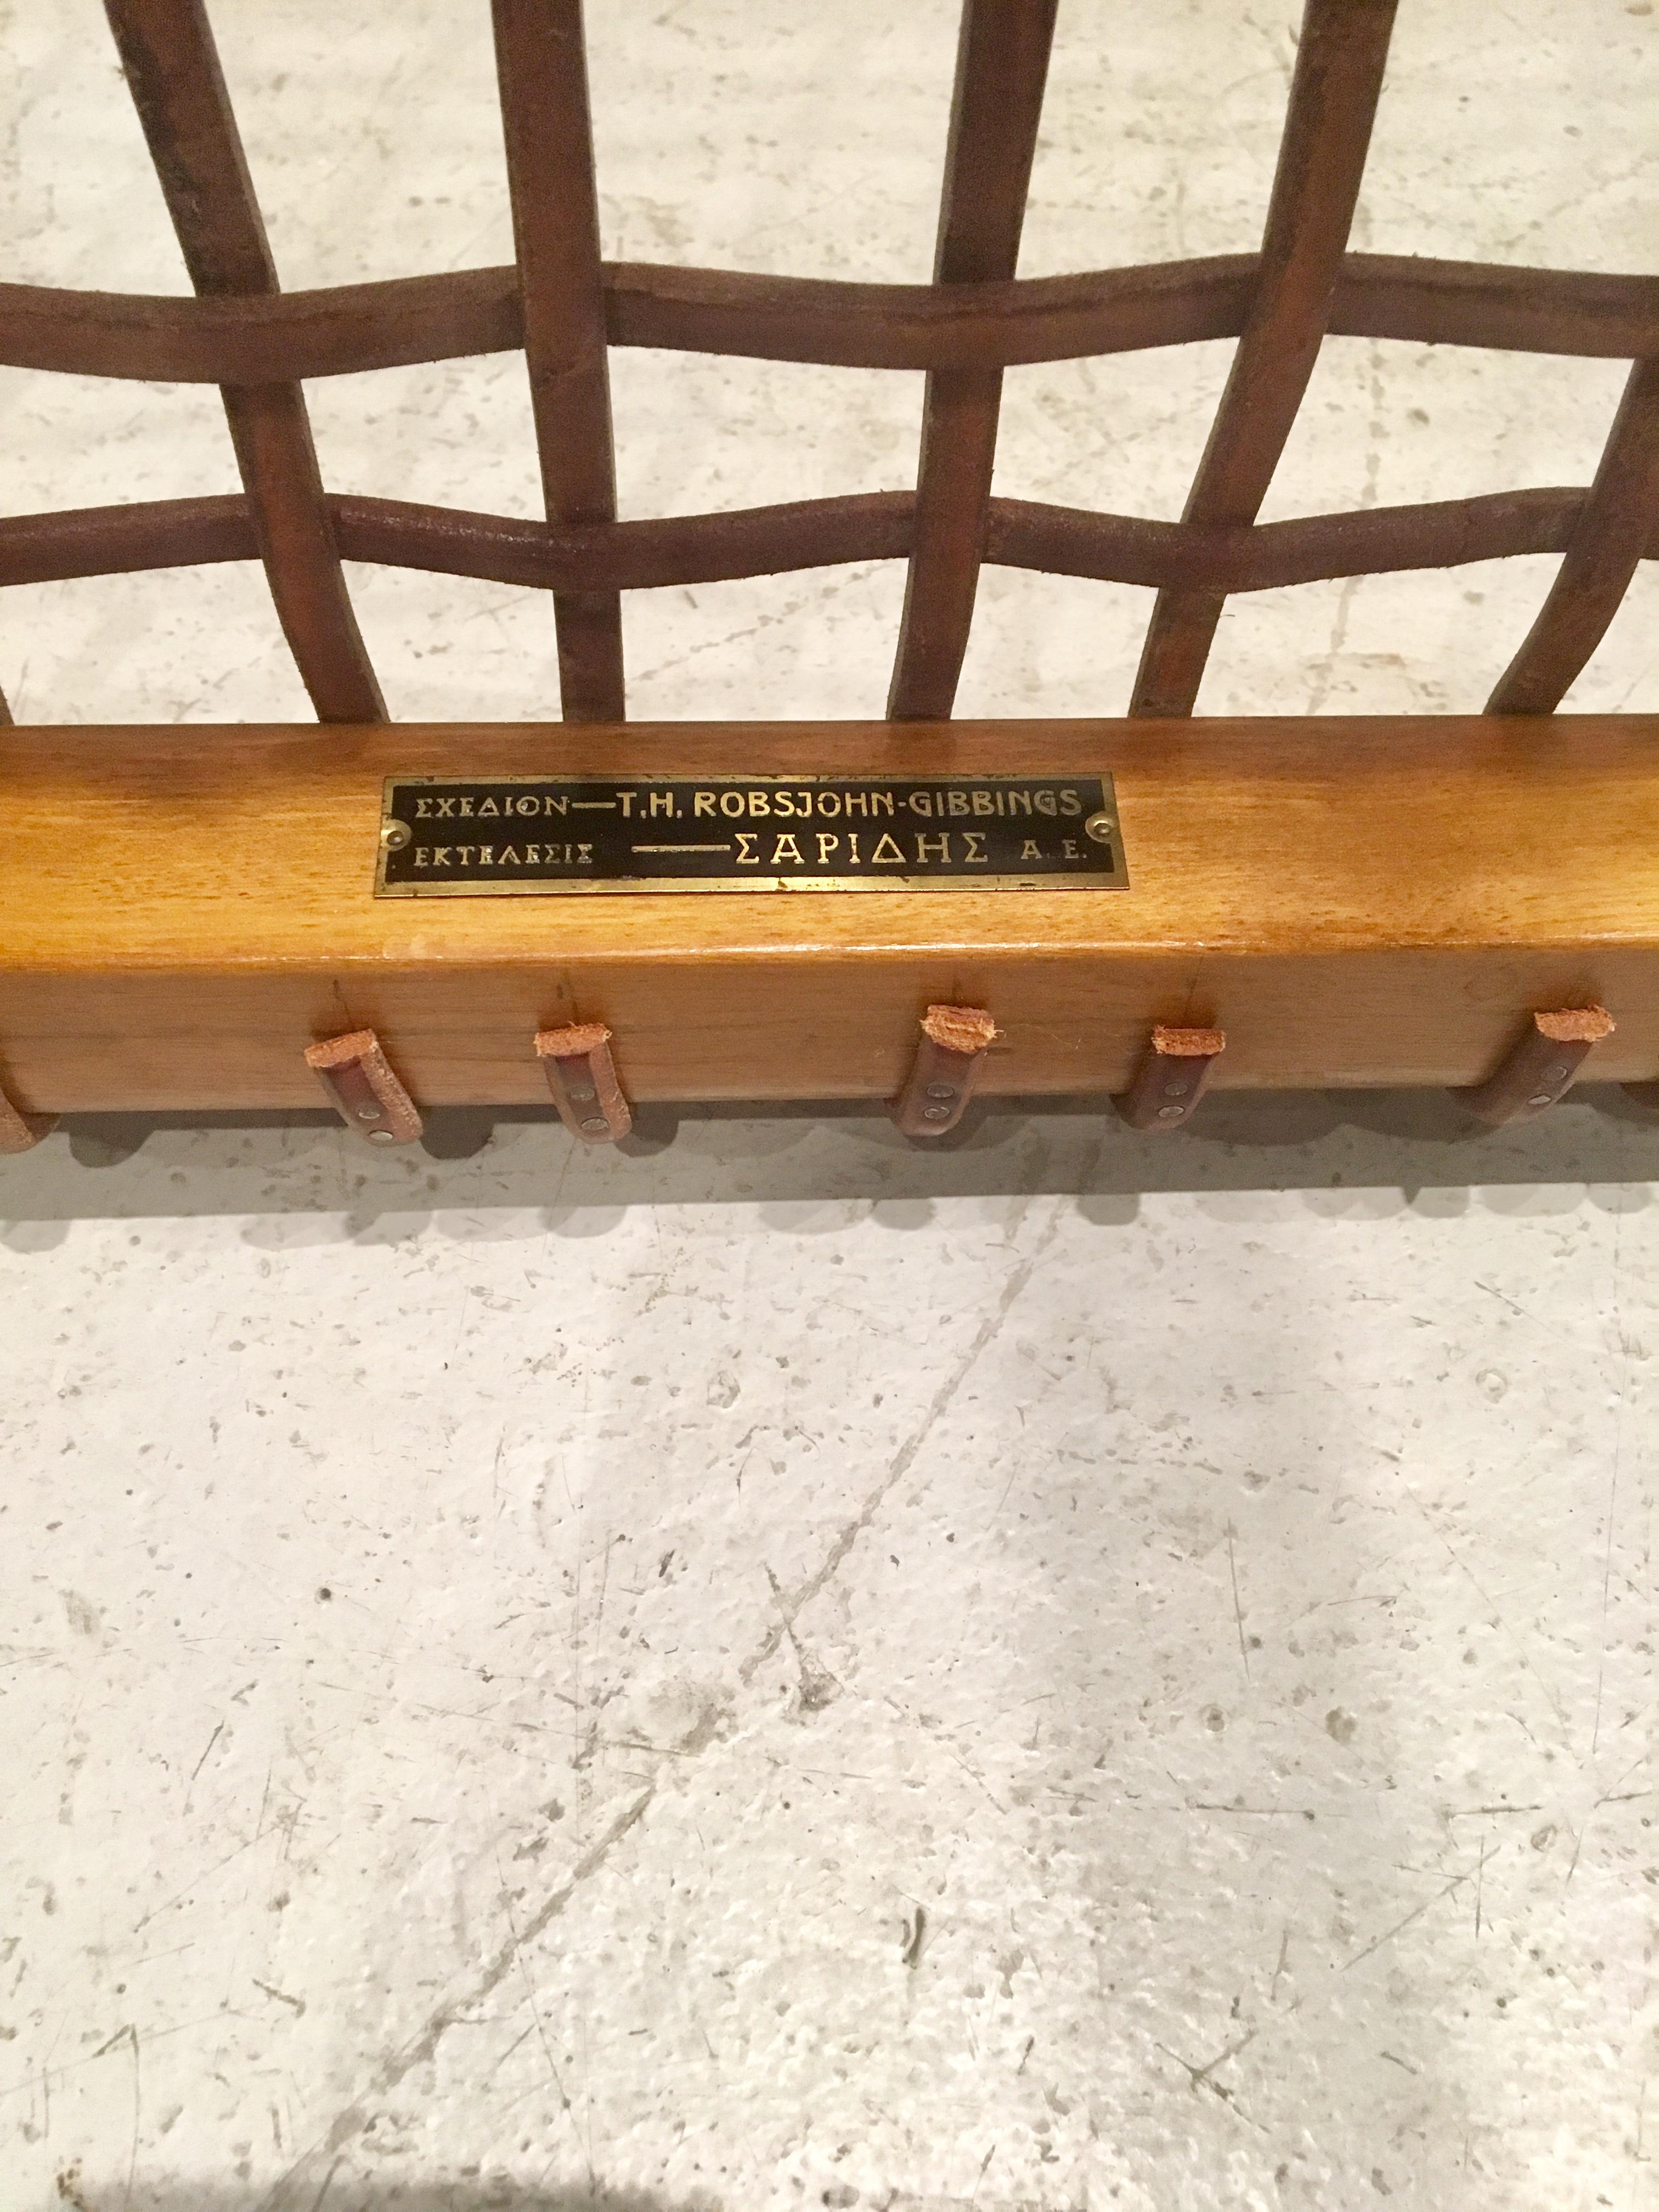 ΣΧΕΔΙΟΝ—T.H. ROBSJOHN-GIBBINGS
ΕΚΤΕΛΕΣΙΣ —ΣΑΡΙΔΗΣ Α.Ε.